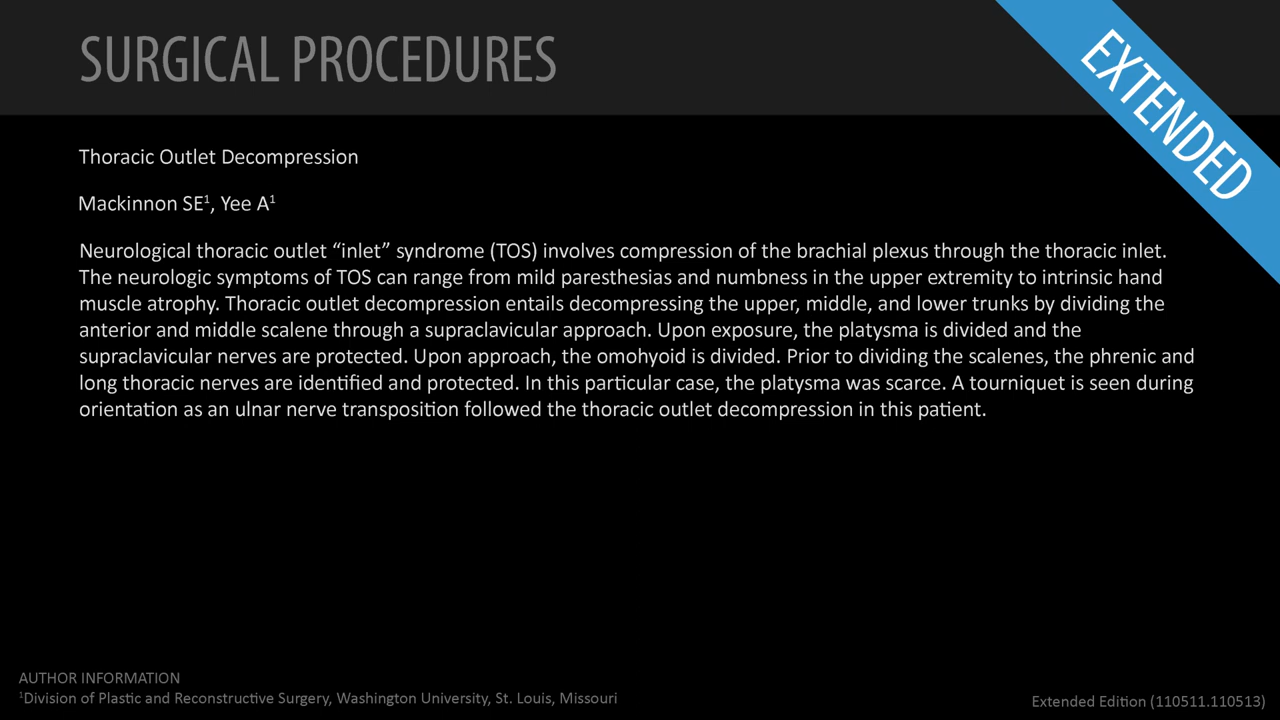 SURGICAL PROCEDURES
EXTENDED
Thoracic Outlet Decompression
Mackinnon SE¹, Yee A¹
Neurological thoracic outlet “inlet” syndrome (TOS) involves compression of the brachial plexus through the thoracic inlet.
The neurologic symptoms of TOS can range from mild paresthesias and numbness in the upper extremity to intrinsic hand
muscle atrophy. Thoracic outlet decompression entails decompressing the upper, middle, and lower trunks by dividing the
anterior and middle scalene through a supraclavicular approach. Upon exposure, the platysma is divided and the
supraclavicular nerves are protected. Upon approach, the omohyoid is divided. Prior to dividing the scalenes, the phrenic and
long thoracic nerves are identified and protected. In this particular case, the platysma was scarce. A tourniquet is seen during
orientation as an ulnar nerve transposition followed the thoracic outlet decompression in this patient.
AUTHOR INFORMATION
¹Division of Plastic and Reconstructive Surgery, Washington University, St. Louis, Missouri
Extended Edition (110511.110513)